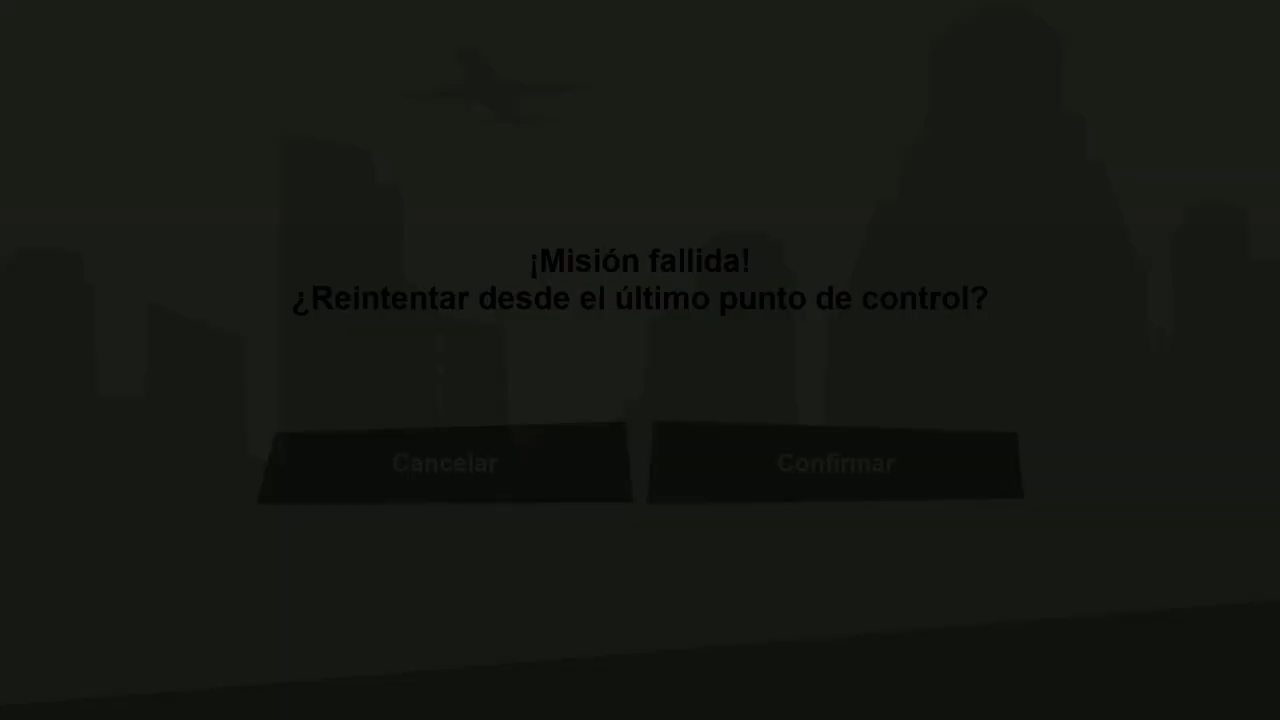 ¡Misión fallida!
¿Reintentar desde el último punto de control?
Cancelar
Confirmar